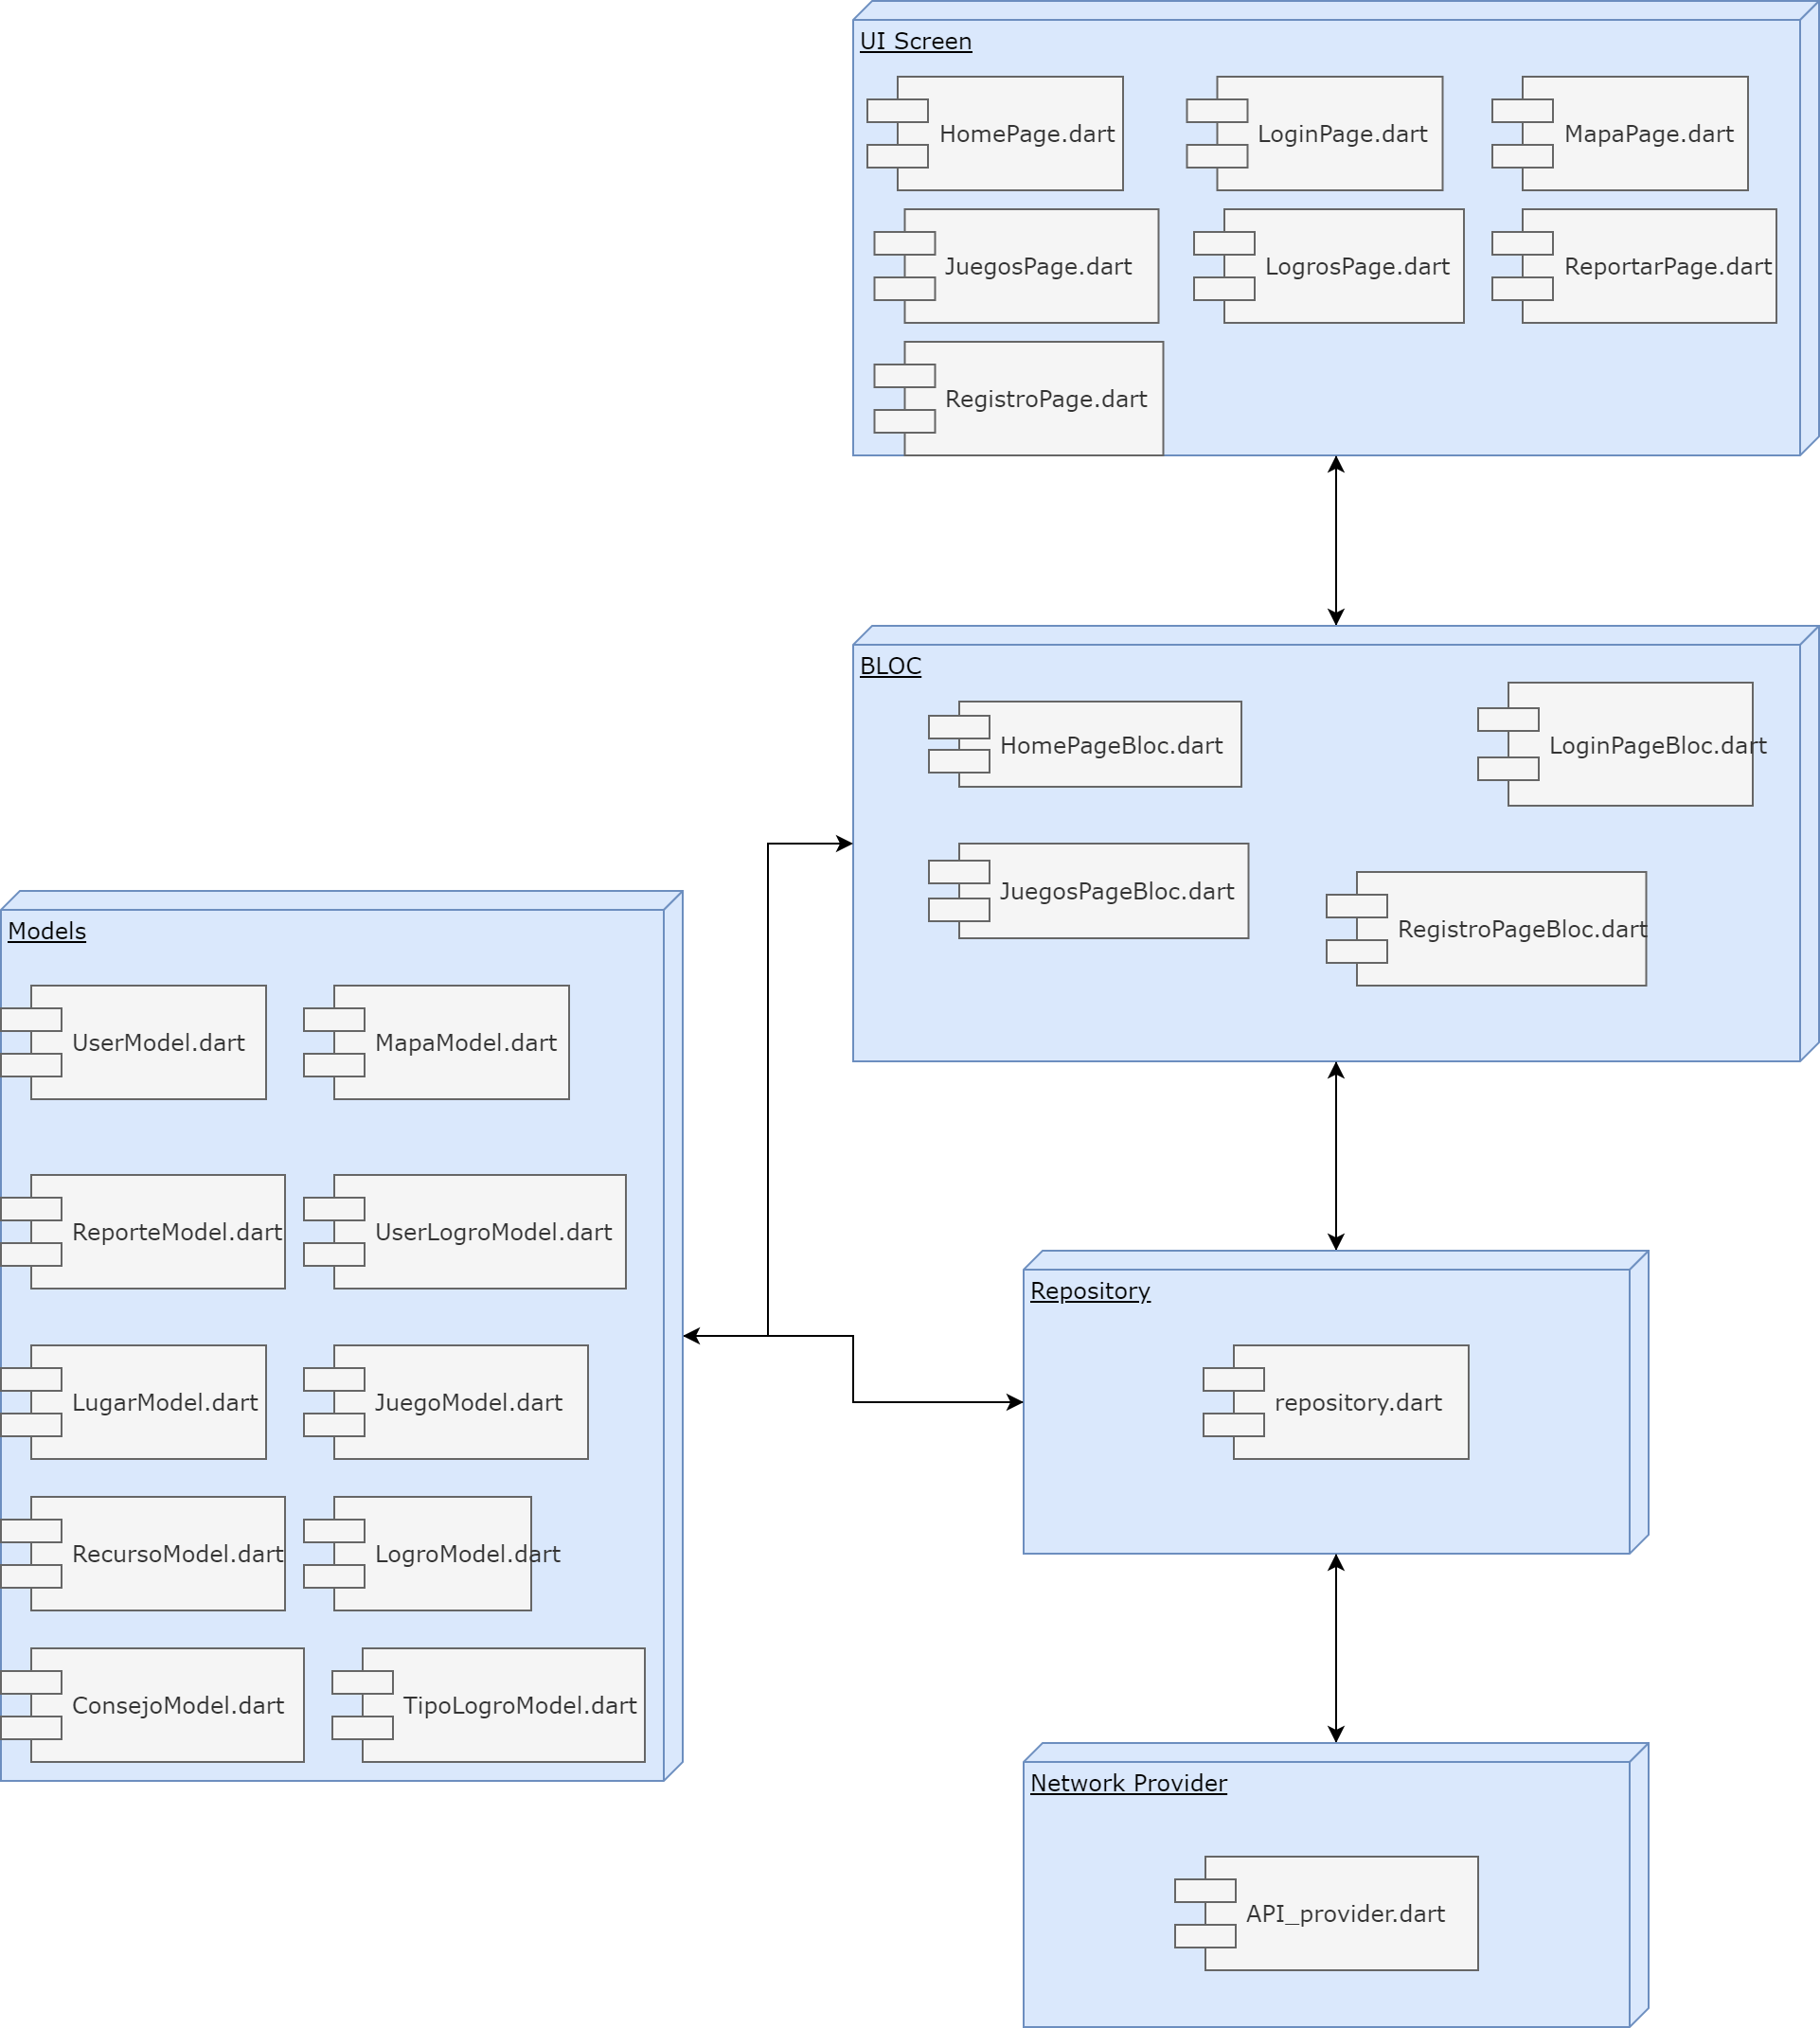 UI Screen
HomePage.dart
LoginPage.dart
MapaPage.dart
JuegosPage.dart
LogrosPage.dart
ReportarPage.dart
RegistroPage.dart
BLOC
HomePageBloc.dart
LoginPageBloc.dart
JuegosPageBloc.dart
RegistroPageBloc.dart
Models
UserModel.dart
MapaModel.dart
ReporteModel.dart
UserLogroModel.dart
LugarModel.dart
JuegoModel.dart
RecursoModel.dart
LogroModel.dart
ConsejoModel.dart
TipoLogroModel.dart
Repository
repository.dart
Network Provider
API_provider.dart